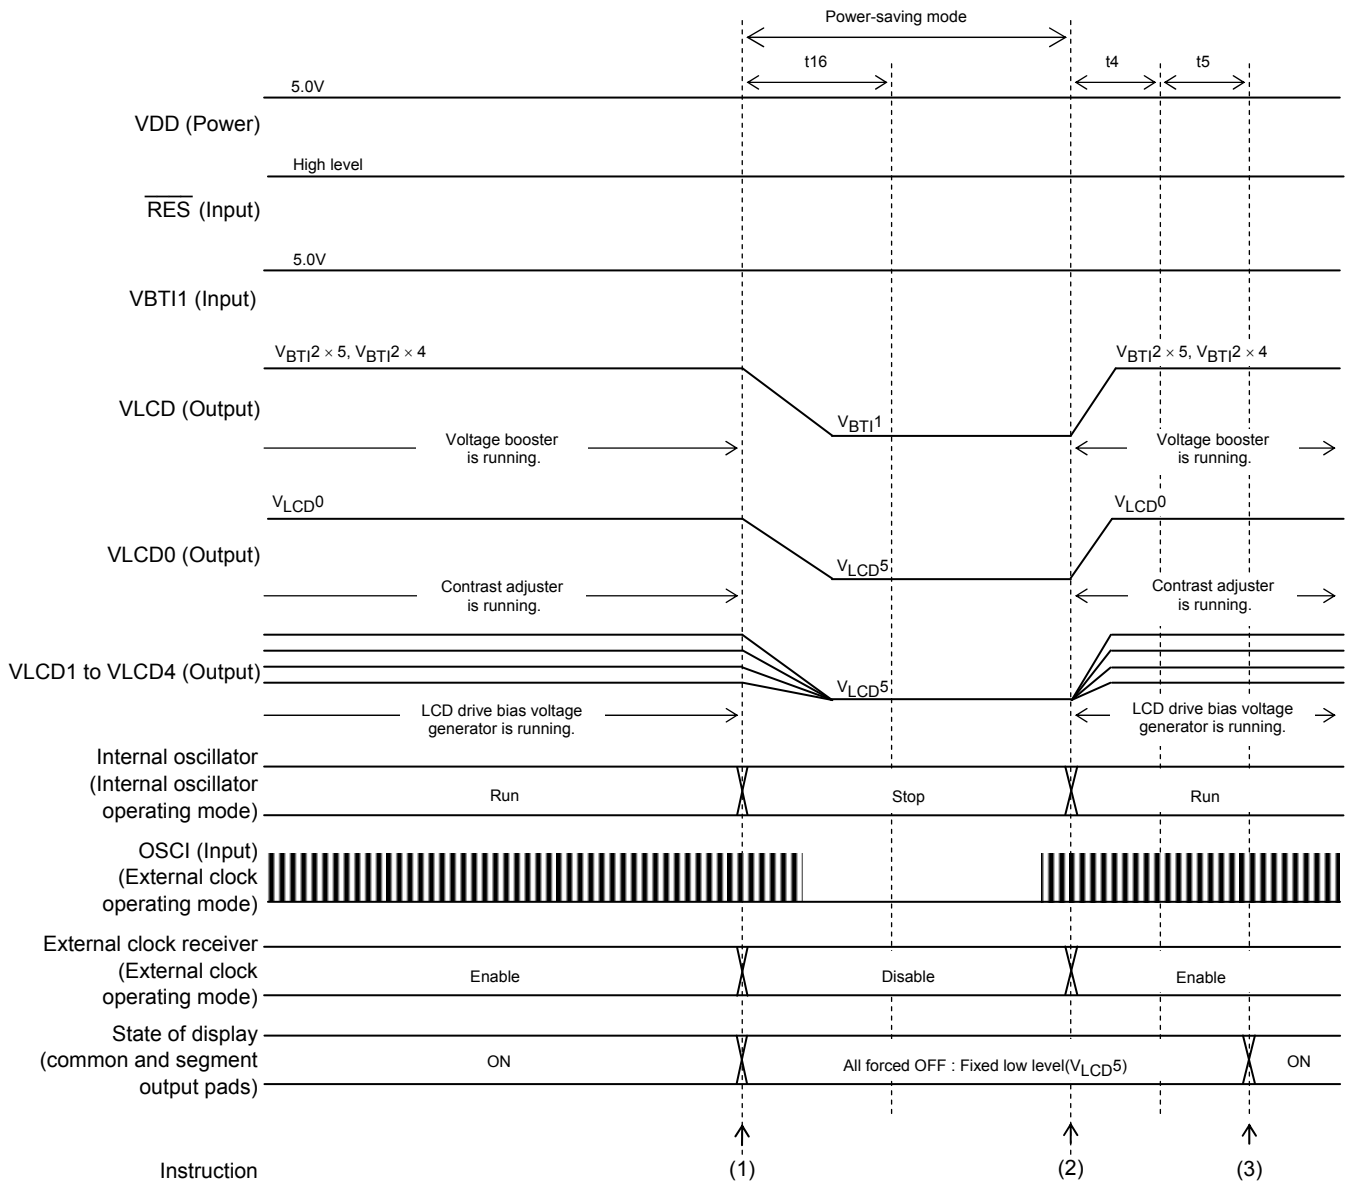 Power-saving mode
t16
t4
t5
5.0V
VDD (Power)
High level
RES (Input)
5.0V
VBTI1 (Input)
VBTI2 × 5, VBTI2 × 4
VBTI2 × 5, VBTI2 × 4
VLCD (Output)
VBTI1
Voltage booster
is running.
Voltage booster
is running.
VLCD0
VLCD0
VLCD0 (Output)
VLCD5
Contrast adjuster
is running.
Contrast adjuster
is running.
VLCD1 to VLCD4 (Output)
VLCD5
LCD drive bias voltage
generator is running.
LCD drive bias voltage
generator is running.
Internal oscillator
(Internal oscillator
operating mode)
Run
Stop
Run
OSCI (Input)
(External clock
operating mode)
External clock receiver
(External clock
operating mode)
Enable
Disable
Enable
State of display
(common and segment
output pads)
ON
All forced OFF : Fixed low level(VLCD5)
ON
Instruction
(1)
(2)
(3)